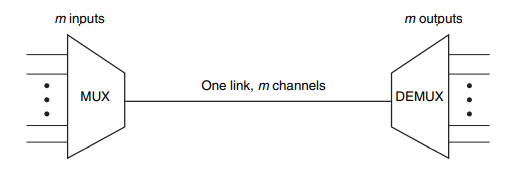 m inputs
m outputs
One link, m channels
MUX
DEMUX